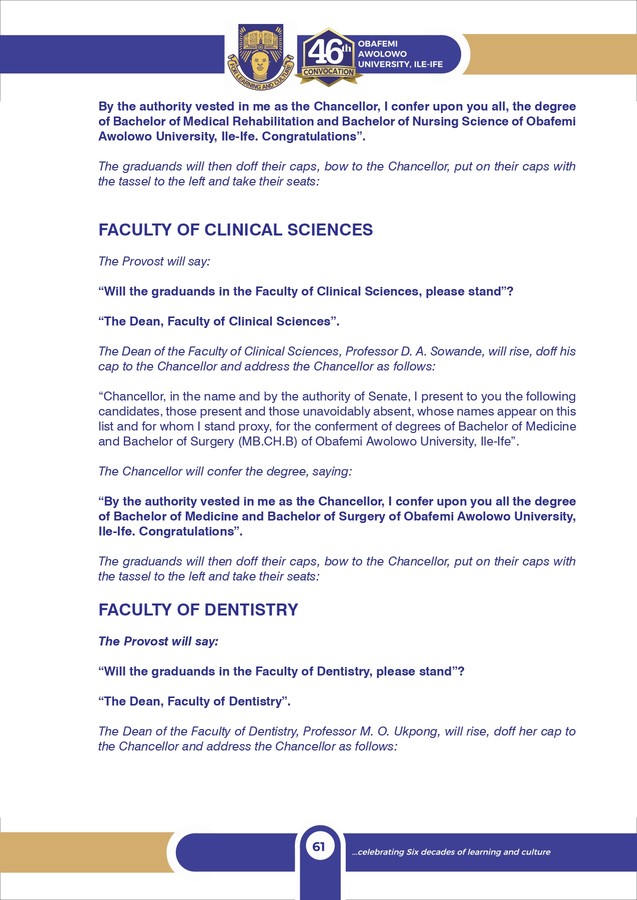 FOR LEARNING AND CULTURE
46th
CONVOCATION
OBAFEMI
AWOLOWO
UNIVERSITY, ILE-IFE
By the authority vested in me as the Chancellor, I confer upon you all, the degree
of Bachelor of Medical Rehabilitation and Bachelor of Nursing Science of Obafemi
Awolowo University, Ile-Ife. Congratulations”.
The graduands will then doff their caps, bow to the Chancellor, put on their caps with
the tassel to the left and take their seats:
FACULTY OF CLINICAL SCIENCES
The Provost will say:
“Will the graduands in the Faculty of Clinical Sciences, please stand”?
“The Dean, Faculty of Clinical Sciences”.
The Dean of the Faculty of Clinical Sciences, Professor D. A. Sowande, will rise, doff his
cap to the Chancellor and address the Chancellor as follows:
“Chancellor, in the name and by the authority of Senate, I present to you the following
candidates, those present and those unavoidably absent, whose names appear on this
list and for whom I stand proxy, for the conferment of degrees of Bachelor of Medicine
and Bachelor of Surgery (MB.CH.B) of Obafemi Awolowo University, Ile-Ife”.
The Chancellor will confer the degree, saying:
“By the authority vested in me as the Chancellor, I confer upon you all the degree
of Bachelor of Medicine and Bachelor of Surgery of Obafemi Awolowo University,
Ile-Ife. Congratulations”.
The graduands will then doff their caps, bow to the Chancellor, put on their caps with
the tassel to the left and take their seats:
FACULTY OF DENTISTRY
The Provost will say:
“Will the graduands in the Faculty of Dentistry, please stand”?
“The Dean, Faculty of Dentistry”.
The Dean of the Faculty of Dentistry, Professor M. O. Ukpong, will rise, doff her cap to
the Chancellor and address the Chancellor as follows:
61
...celebrating Six decades of learning and culture